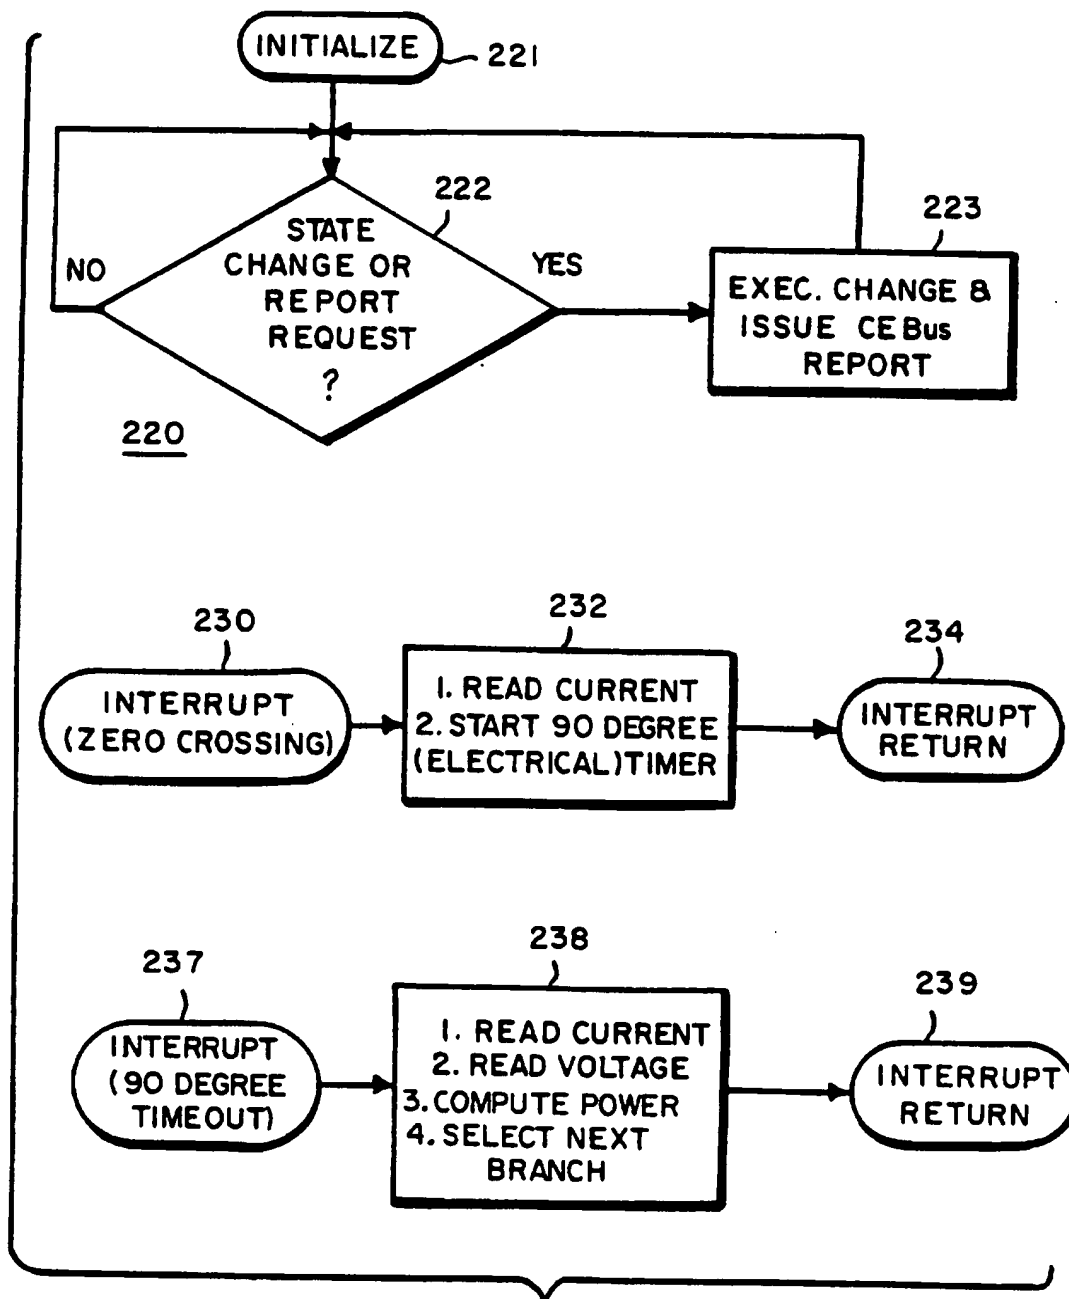 INITIALIZE
221
222
STATE
CHANGE OR
REPORT
REQUEST
?
NO
YES
223
EXEC. CHANGE &
ISSUE CEBus
REPORT
220
230
INTERRUPT
(ZERO CROSSING)
232
1. READ CURRENT
2. START 90 DEGREE
(ELECTRICAL) TIMER
234
INTERRUPT
RETURN
237
INTERRUPT
(90 DEGREE
TIMEOUT)
238
1. READ CURRENT
2. READ VOLTAGE
3. COMPUTE POWER
4. SELECT NEXT
BRANCH
239
INTERRUPT
RETURN